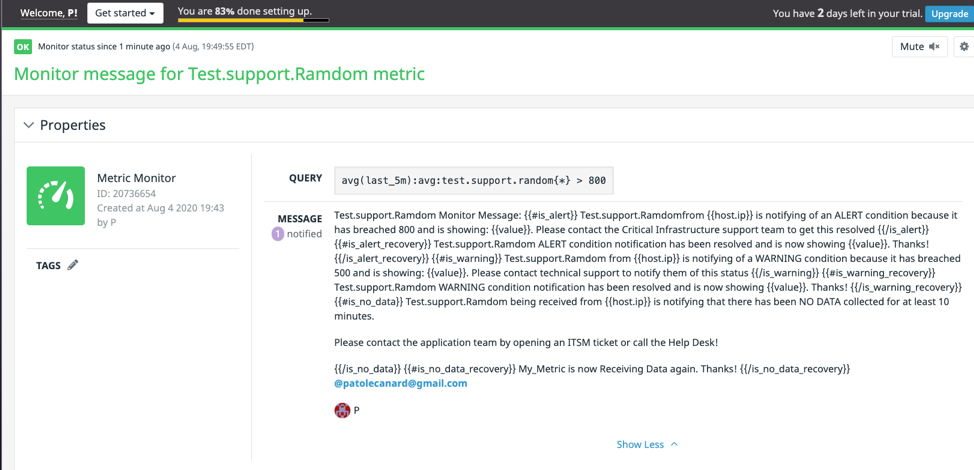 Welcome, P! Get started You are 83% done setting up. You have 2 days left in your trial. Upgrade
OK Monitor status since 1 minute ago (4 Aug, 19:49:55 EDT) Mute
Monitor message for Test.support.Ramdom metric
Properties
Metric Monitor
ID: 20736654
Created at Aug 4 2020 19:43
by P
TAGS
QUERY avg(last_5m):avg:test.support.random{*} > 800
MESSAGE
1 notified
Test.support.Ramdom Monitor Message: {{#is_alert}} Test.support.Ramdomfrom {{host.ip}} is notifying of an ALERT condition because it
has breached 800 and is showing: {{value}}. Please contact the Critical Infrastructure support team to get this resolved {{/is_alert}}
{{#is_alert_recovery}} Test.support.Ramdom ALERT condition notification has been resolved and is now showing {{value}}. Thanks!
{{/is_alert_recovery}} {{#is_warning}} Test.support.Ramdom from {{host.ip}} is notifying of a WARNING condition because it has breached
500 and is showing: {{value}}. Please contact technical support to notify them of this status {{/is_warning}} {{#is_warning_recovery}}
Test.support.Ramdom WARNING condition notification has been resolved and is now showing {{value}}. Thanks! {{/is_warning_recovery}}
{{#is_no_data}} Test.support.Ramdom being received from {{host.ip}} is notifying that there has been NO DATA collected for at least 10
minutes.
Please contact the application team by opening an ITSM ticket or call the Help Desk!
{{/is_no_data}} {{#is_no_data_recovery}} My_Metric is now Receiving Data again. Thanks! {{/is_no_data_recovery}}
@patolecanard@gmail.com
P
Show Less